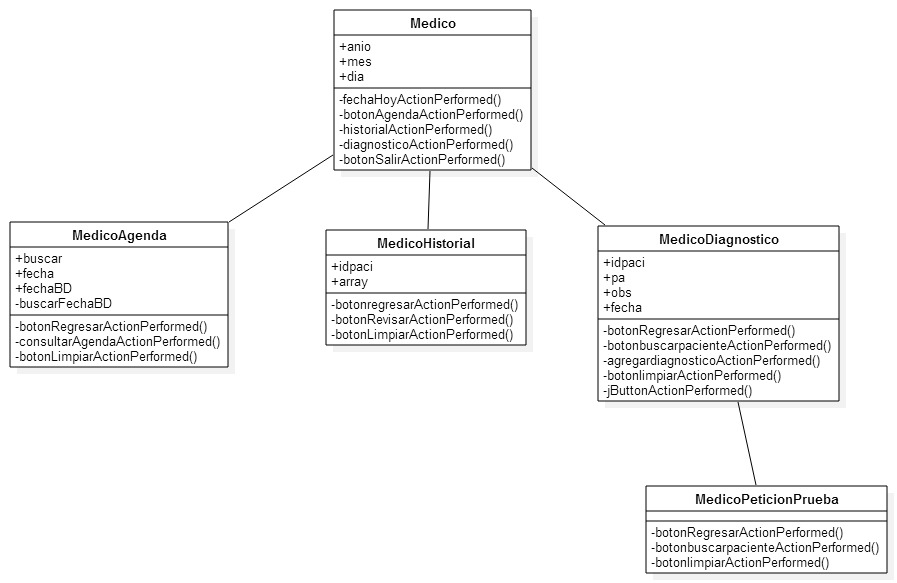 Medico
+anio
+mes
+dia
-fechaHoyActionPerformed()
-botonAgendaActionPerformed()
-historialActionPerformed()
-diagnosticoActionPerformed()
-botonSalirActionPerformed()
MedicoAgenda
+buscar
+fecha
+fechaBD
-buscarFechaBD
-botonRegresarActionPerformed()
-consultarAgendaActionPerformed()
-botonLimpiarActionPerformed()
MedicoHistorial
+idpaci
+array
-botonregresarActionPerformed()
-botonRevisarActionPerformed()
-botonLimpiarActionPerformed()
MedicoDiagnostico
+idpaci
+pa
+obs
+fecha
-botonRegresarActionPerformed()
-botonbuscarpacienteActionPerformed()
-agregardiagnosticoActionPerformed()
-botonlimpiarActionPerformed()
-jButtonActionPerformed()
MedicoPeticionPrueba
-botonRegresarActionPerformed()
-botonbuscarpacienteActionPerformed()
-botonlimpiarActionPerformed()